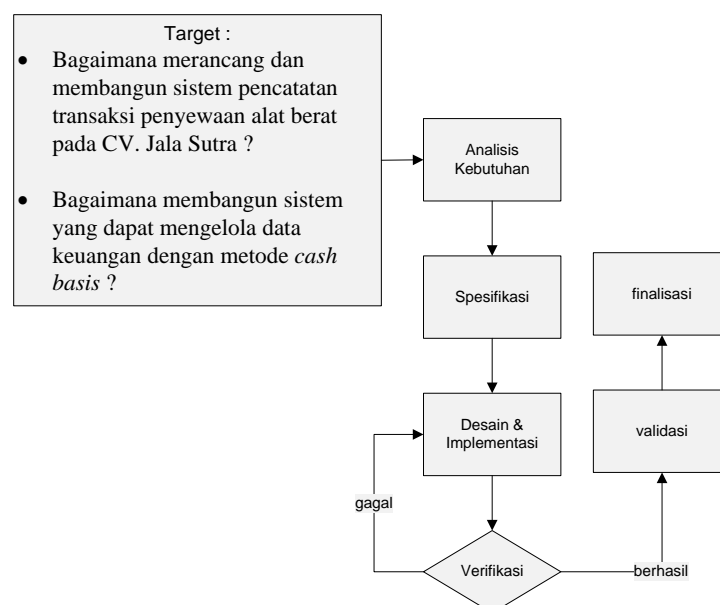 Target :
• Bagaimana merancang dan
membangun sistem pencatatan
transaksi penyewaan alat berat
pada CV. Jala Sutra ?
• Bagaimana membangun sistem
yang dapat mengelola data
keuangan dengan metode cash
basis ?
Analisis
Kebutuhan
Spesifikasi
finalisasi
Desain &
Implementasi
validasi
gagal
Verifikasi
berhasil